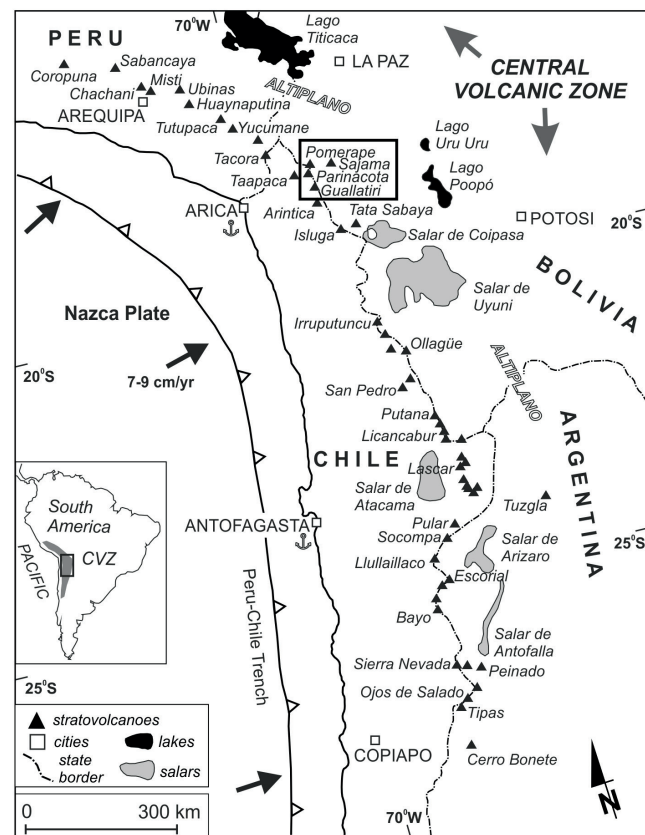 70°W
Lago
Titicaca
PERU
Sabancaya
Coropuna
Misti
Chachani
Ubinas
LA PAZ
CENTRAL
VOLCANIC ZONE
ALTIPLANO
Huaynaputina
AREQUIPA
Tutupaca
Yucumane
Lago
Uru Uru
Tacora
Pomerape
Sajama
Parinacota
Taapaca
Guallatiri
Lago
Poopó
ARICA
Arintica
Tata Sabaya
POTOSI
20°S
Isluga
Salar de Coipasa
BOLIVIA
Salar de
Uyuni
Nazca Plate
Irruputuncu
Ollagüe
20°S
7-9 cm/yr
ALTIPLANO
San Pedro
ARGENTINA
Putana
Licancabur
CHILE
Lascar
Salar de
Atacama
Tuzgla
South
America
PACIFIC
CVZ
ANTOFAGASTA
Pular
Socompa
Salar de
Arizaro
25°S
Llullaillaco
Escorial
Peru-Chile Trench
Bayo
Salar de
Antofalla
Sierra Nevada
Peinado
25°S
Ojos de Salado
Tipas
stratovolcanoes
cities
lakes
state
border
salars
COPIAPO
Cerro Bonete
0
300 km
70°W
N